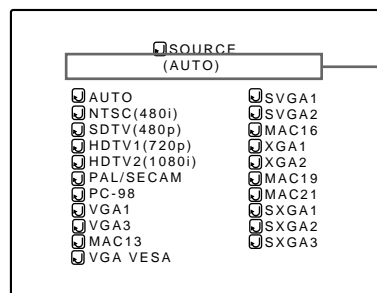 SOURCE
(AUTO)
AUTO
NTSC(480i)
SDTV(480p)
HDTV1(720p)
HDTV2(1080i)
PAL/SECAM
PC-98
VGA1
VGA3
MAC13
VGA VESA
SVGA1
SVGA2
MAC16
XGA1
XGA2
MAC19
MAC21
SXGA1
SXGA2
SXGA3